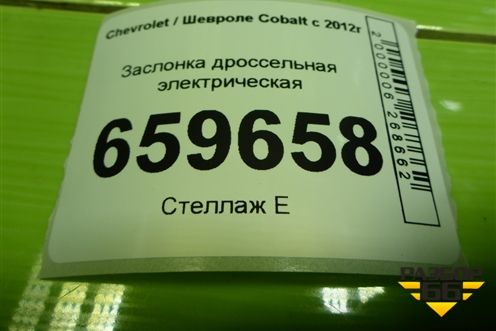 Chevrolet / Шевроле Cobalt с 2012г
Заслонка дроссельная
электрическая
659658
Стеллаж Е
2000006268662
РАЗБОР
66